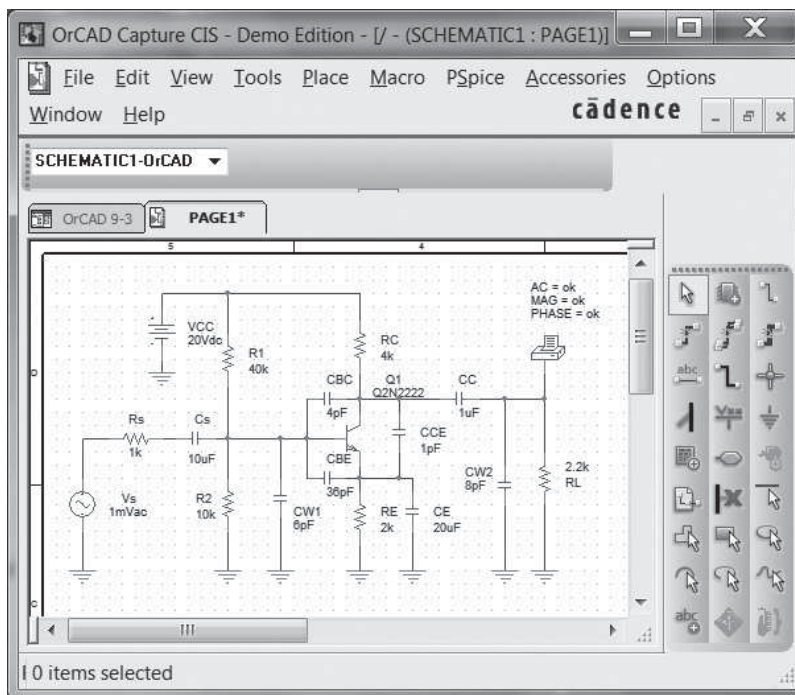 OrCAD Capture CIS - Demo Edition - [/ - (SCHEMATIC1 : PAGE1)]
File Edit View Tools Place Macro PSpice Accessories Options
Window Help
cādence
SCHEMATIC1-OrCAD
OrCAD 9-3
PAGE1*
5
4
AC = ok
MAG = ok
PHASE = ok
VCC
20Vdc
R1
40k
RC
4k
CBC
4pF
Q1
Q2N2222
CC
1uF
Rs
1k
Cs
10uF
CCE
1pF
CBE
36pF
CW2
8pF
2.2k
RL
Vs
1mVac
R2
10k
CW1
6pF
RE
2k
CE
20uF
D
C
abc
abc
0 items selected